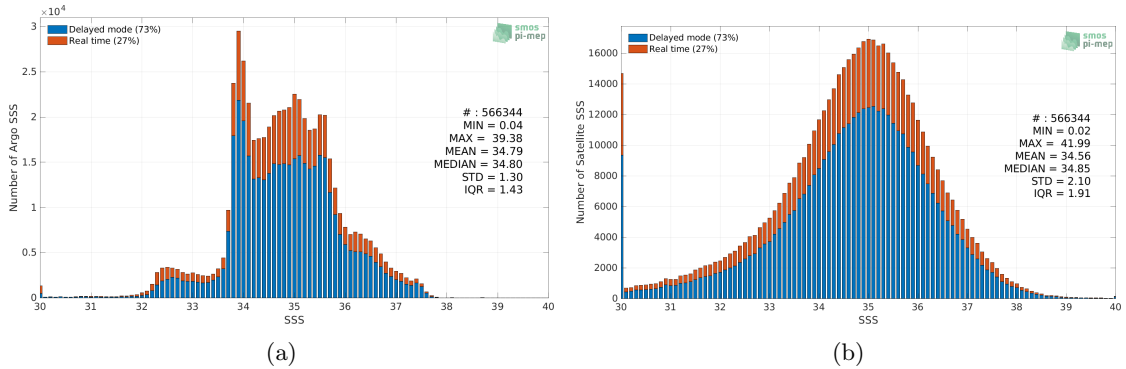 ×10⁴
Delayed mode (73%)
Real time (27%)
smos
pi-mep
Number of Argo SSS
3
2.5
2
1.5
1
0.5
0
# : 566344
MIN = 0.04
MAX = 39.38
MEAN = 34.79
MEDIAN = 34.80
STD = 1.30
IQR = 1.43
30 31 32 33 34 35 36 37 38 39 40
SSS
(a)
Delayed mode (73%)
Real time (27%)
smos
pi-mep
Number of Satellite SSS
16000
14000
12000
10000
8000
6000
4000
2000
0
# : 566344
MIN = 0.02
MAX = 41.99
MEAN = 34.56
MEDIAN = 34.85
STD = 2.10
IQR = 1.91
30 31 32 33 34 35 36 37 38 39 40
SSS
(b)